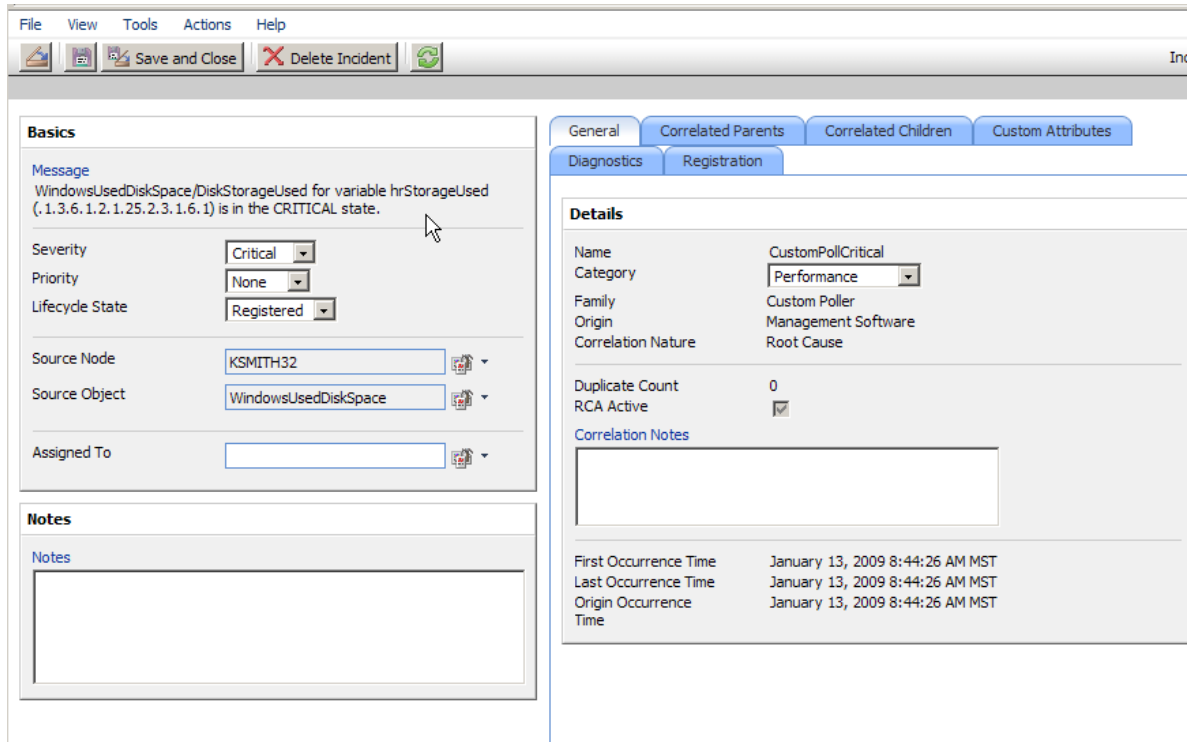 File View Tools Actions Help
Save and Close Delete Incident
Basics
Message
WindowsUsedDiskSpace/DiskStorageUsed for variable hrStorageUsed
(.1.3.6.1.2.1.25.2.3.1.6.1) is in the CRITICAL state.
Severity Critical
Priority None
Lifecycle State Registered
Source Node KSMITH32
Source Object WindowsUsedDiskSpace
Assigned To
Notes
Notes
General Correlated Parents Correlated Children Custom Attributes
Diagnostics Registration
Details
Name CustomPollCritical
Category Performance
Family Custom Poller
Origin Management Software
Correlation Nature Root Cause
Duplicate Count 0
RCA Active
Correlation Notes
First Occurrence Time January 13, 2009 8:44:26 AM MST
Last Occurrence Time January 13, 2009 8:44:26 AM MST
Origin Occurrence January 13, 2009 8:44:26 AM MST
Time